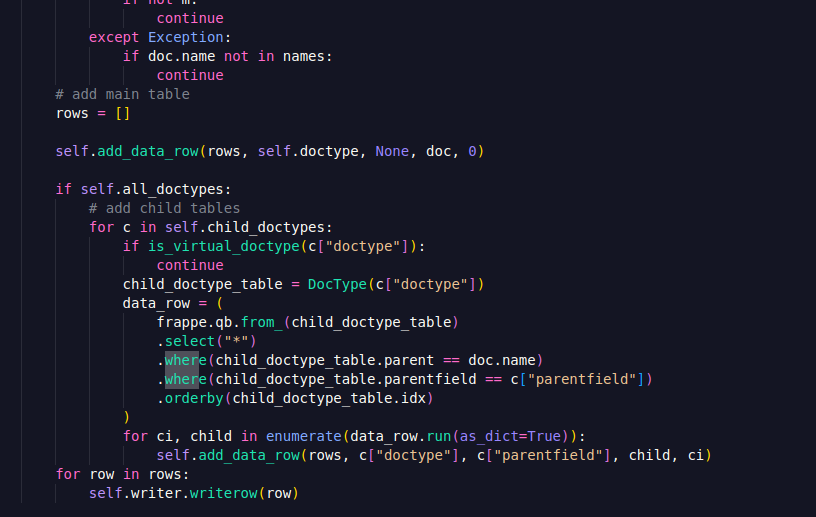 if not m:
continue
except Exception:
if doc.name not in names:
continue
# add main table
rows = []
self.add_data_row(rows, self.doctype, None, doc, 0)
if self.all_doctypes:
# add child tables
for c in self.child_doctypes:
if is_virtual_doctype(c["doctype"]):
continue
child_doctype_table = DocType(c["doctype"])
data_row = (
frappe.qb.from_(child_doctype_table)
.select("*")
.where(child_doctype_table.parent == doc.name)
.where(child_doctype_table.parentfield == c["parentfield"])
.orderby(child_doctype_table.idx)
)
for ci, child in enumerate(data_row.run(as_dict=True)):
self.add_data_row(rows, c["doctype"], c["parentfield"], child, ci)
for row in rows:
self.writer.writerow(row)